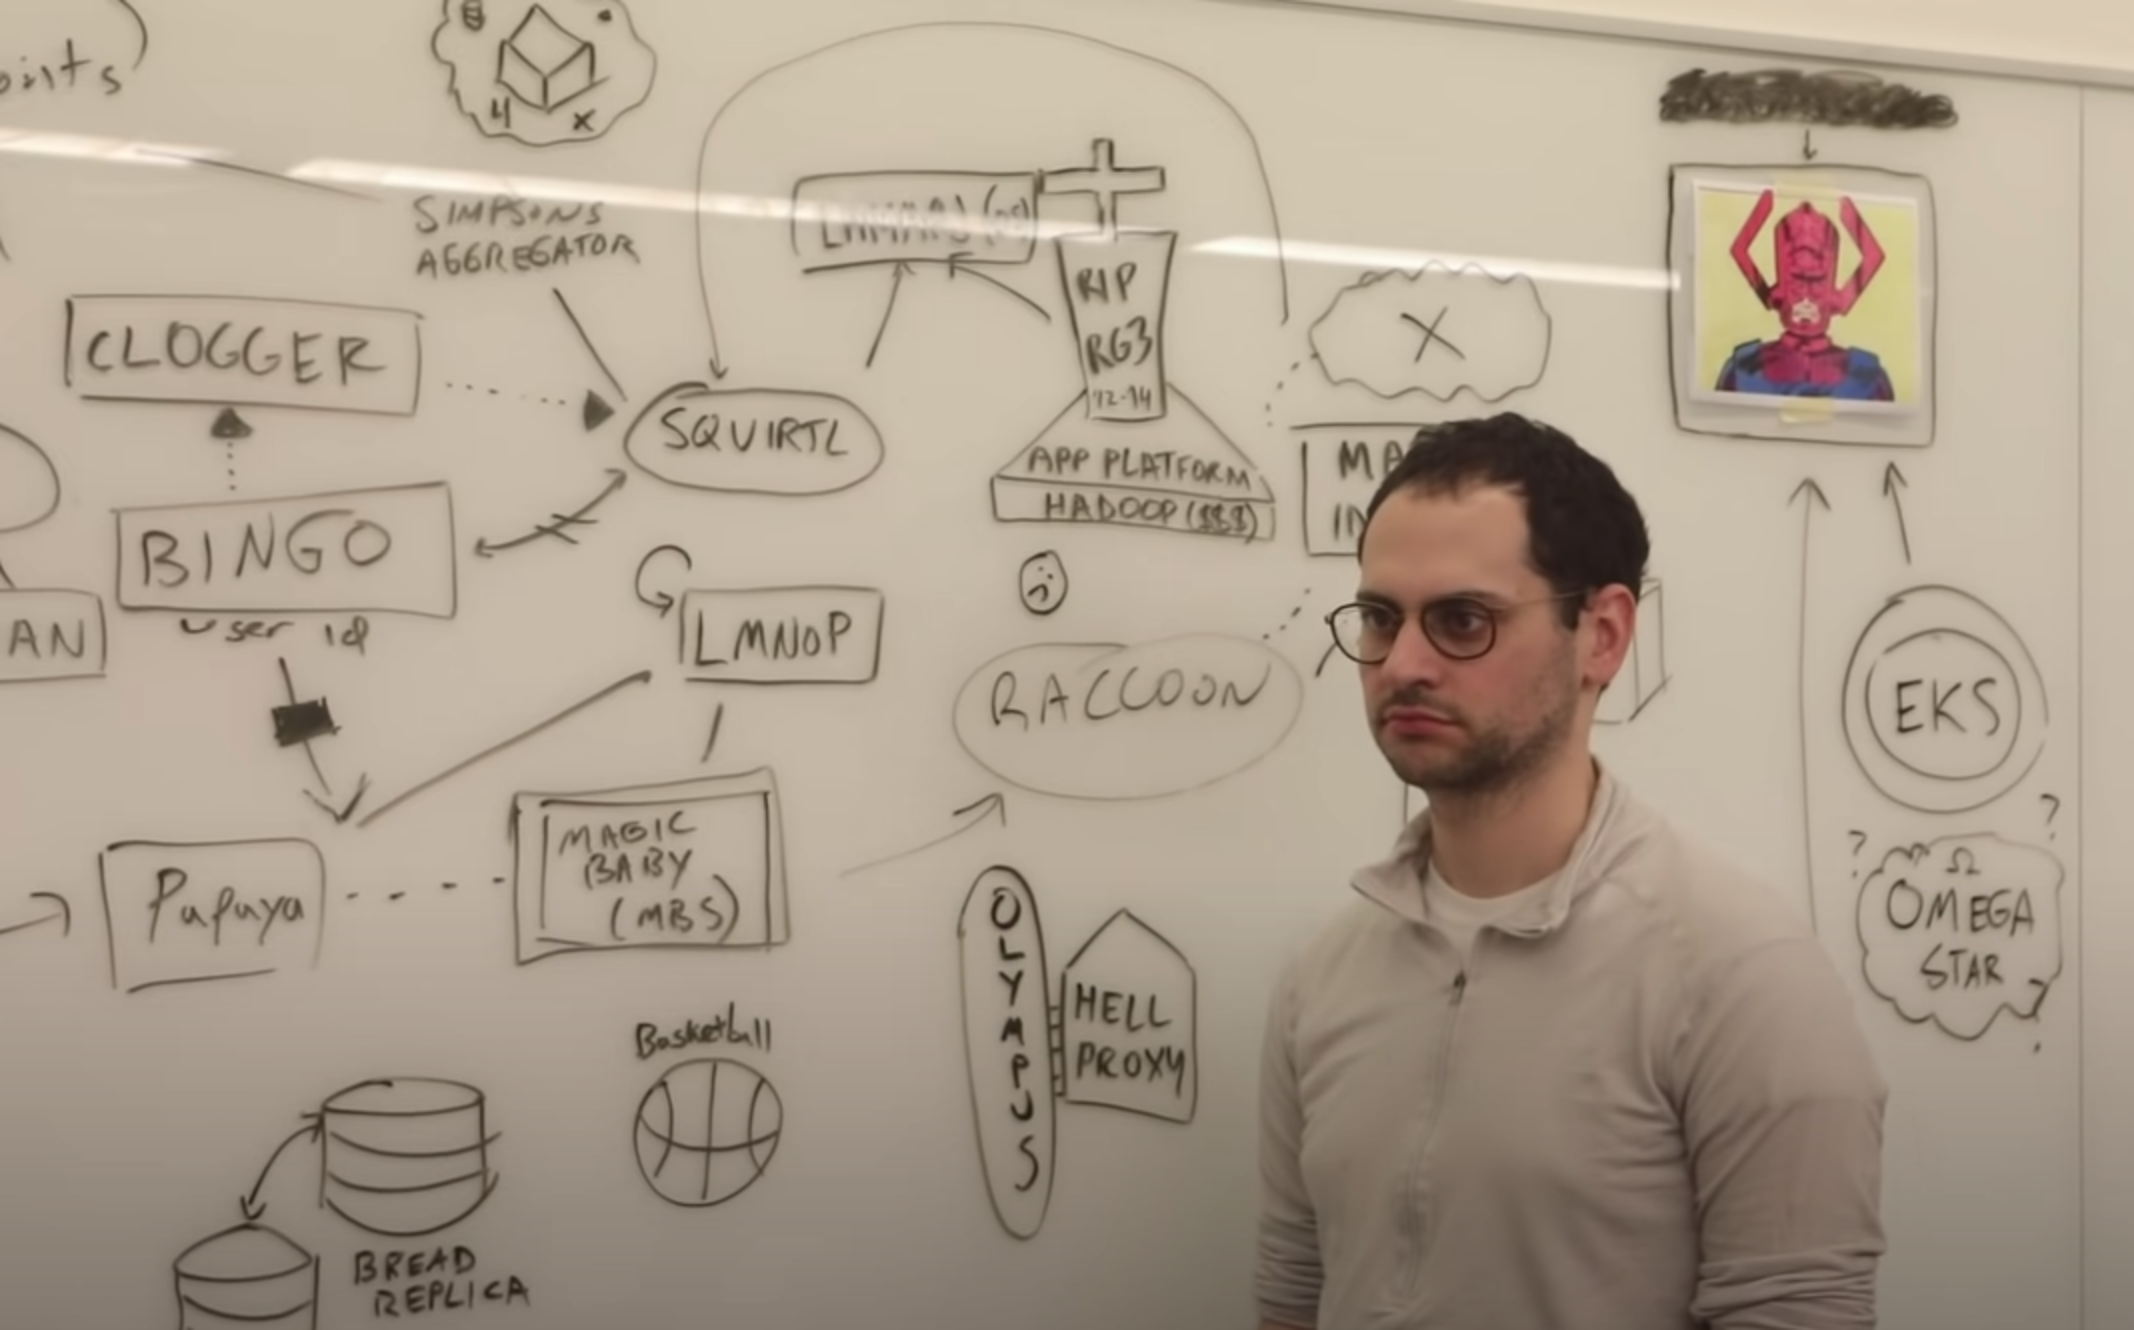 oints)
4
x
SIMPSONS
AGGREGATOR
RIP
RG3
'12-'14
X
CLOGGER
SQUIRTL
APP PLATFORM
HADOOP ($$$)
MA
IN
BINGO
user id
AN
LMNOP
RACCOON
EKS
Papaya
MAGIC
BABY
(MBS)
? ?
Ω
OMEGA
STAR
?
OLYMPUS
HELL
PROXY
Basketball
BREAD
REPLICA